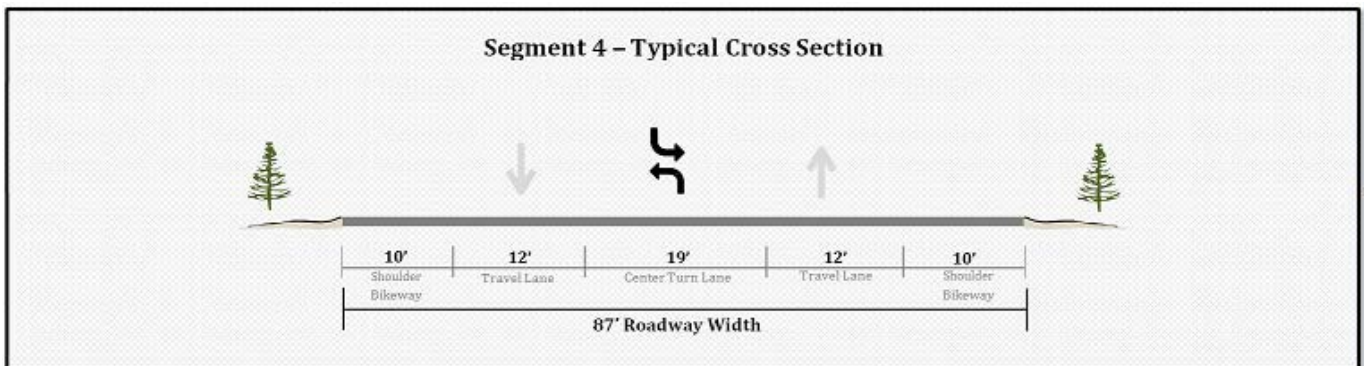 Segment 4 – Typical Cross Section
10' 12' 19' 12' 10'
Shoulder Travel Lane Center Turn Lane Travel Lane Shoulder
Bikeway Bikeway
87' Roadway Width